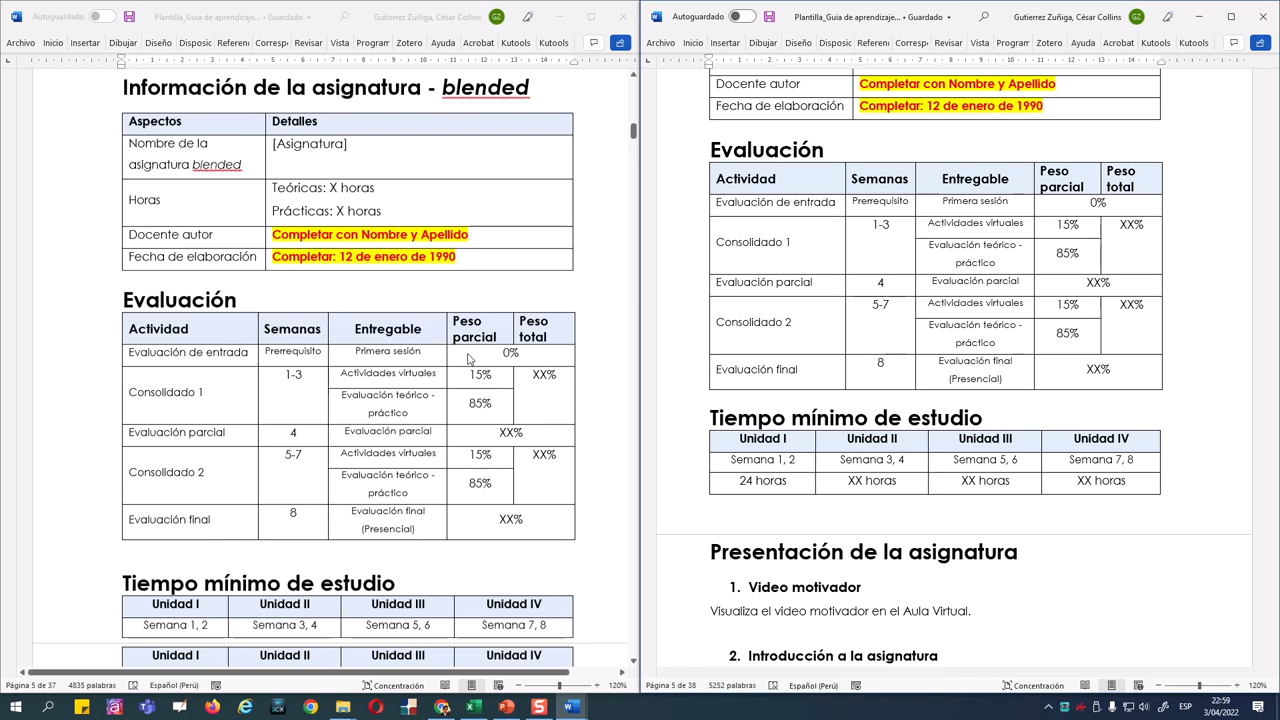 Autoguardado
Plantilla_Guia de aprendizaje... • Guardado
Gutierrez Zuñiga, César Collins
GZ
Archivo Inicio Insertar Dibujar Diseño Disposic Referenc Corresp Revisar Vista Program Zotero Ayuda Acrobat Kutools Kutools
Información de la asignatura - blended
Aspectos Detalles
Nombre de la [Asignatura]
asignatura blended
Horas Teóricas: X horas
Prácticas: X horas
Docente autor Completar con Nombre y Apellido
Fecha de elaboración Completar: 12 de enero de 1990
Evaluación
Actividad Semanas Entregable Peso parcial Peso total
Evaluación de entrada Prerrequisito Primera sesión 0%
Consolidado 1 1-3 Actividades virtuales 15% XX%
Evaluación teórico - práctico 85%
Evaluación parcial 4 Evaluación parcial XX%
Consolidado 2 5-7 Actividades virtuales 15% XX%
Evaluación teórico - práctico 85%
Evaluación final 8 Evaluación final (Presencial) XX%
Tiempo mínimo de estudio
Unidad I Unidad II Unidad III Unidad IV
Semana 1, 2 Semana 3, 4 Semana 5, 6 Semana 7, 8
Unidad I Unidad II Unidad III Unidad IV
Página 5 de 37 4835 palabras Español (Perú) Concentración 120%
Autoguardado
Plantilla_Guia de aprendizaje... • Guardado
Gutierrez Zuñiga, César Collins
GZ
Archivo Inicio Insertar Dibujar Diseño Disposic Referenc Corresp Revisar Vista Program Zotero Ayuda Acrobat Kutools Kutools
Docente autor Completar con Nombre y Apellido
Fecha de elaboración Completar: 12 de enero de 1990
Evaluación
Actividad Semanas Entregable Peso parcial Peso total
Evaluación de entrada Prerrequisito Primera sesión 0%
Consolidado 1 1-3 Actividades virtuales 15% XX%
Evaluación teórico - práctico 85%
Evaluación parcial 4 Evaluación parcial XX%
Consolidado 2 5-7 Actividades virtuales 15% XX%
Evaluación teórico - práctico 85%
Evaluación final 8 Evaluación final (Presencial) XX%
Tiempo mínimo de estudio
Unidad I Unidad II Unidad III Unidad IV
Semana 1, 2 Semana 3, 4 Semana 5, 6 Semana 7, 8
24 horas XX horas XX horas XX horas
Presentación de la asignatura
1. Video motivador
Visualiza el video motivador en el Aula Virtual.
2. Introducción a la asignatura
Página 5 de 38 5252 palabras Español (Perú) Concentración 120%
ESP
22:59
3/04/2022